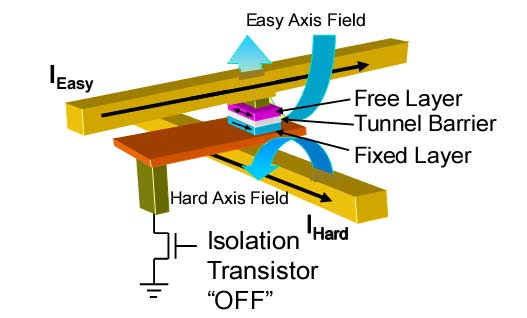 Easy Axis Field
I Easy
Free Layer
Tunnel Barrier
Fixed Layer
Hard Axis Field
I Hard
Isolation
Transistor
“OFF”